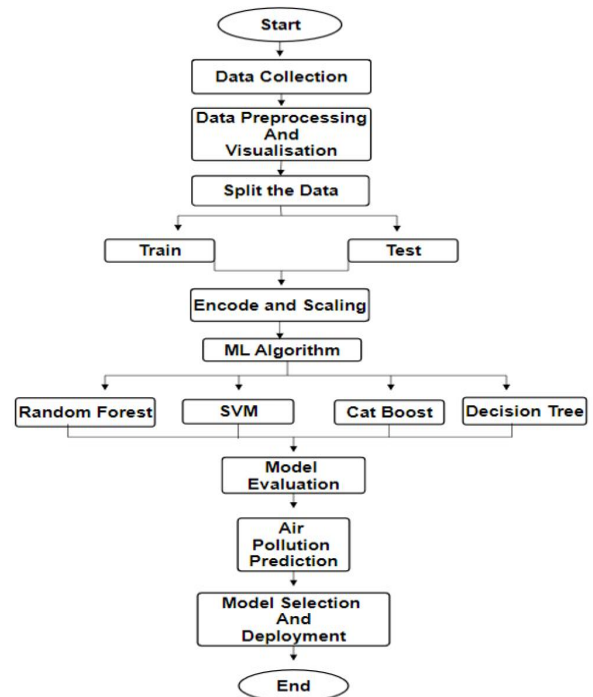 Start
Data Collection
Data Preprocessing
And
Visualisation
Split the Data
Train
Test
Encode and Scaling
ML Algorithm
Random Forest
SVM
Cat Boost
Decision Tree
Model
Evaluation
Air
Pollution
Prediction
Model Selection
And
Deployment
End